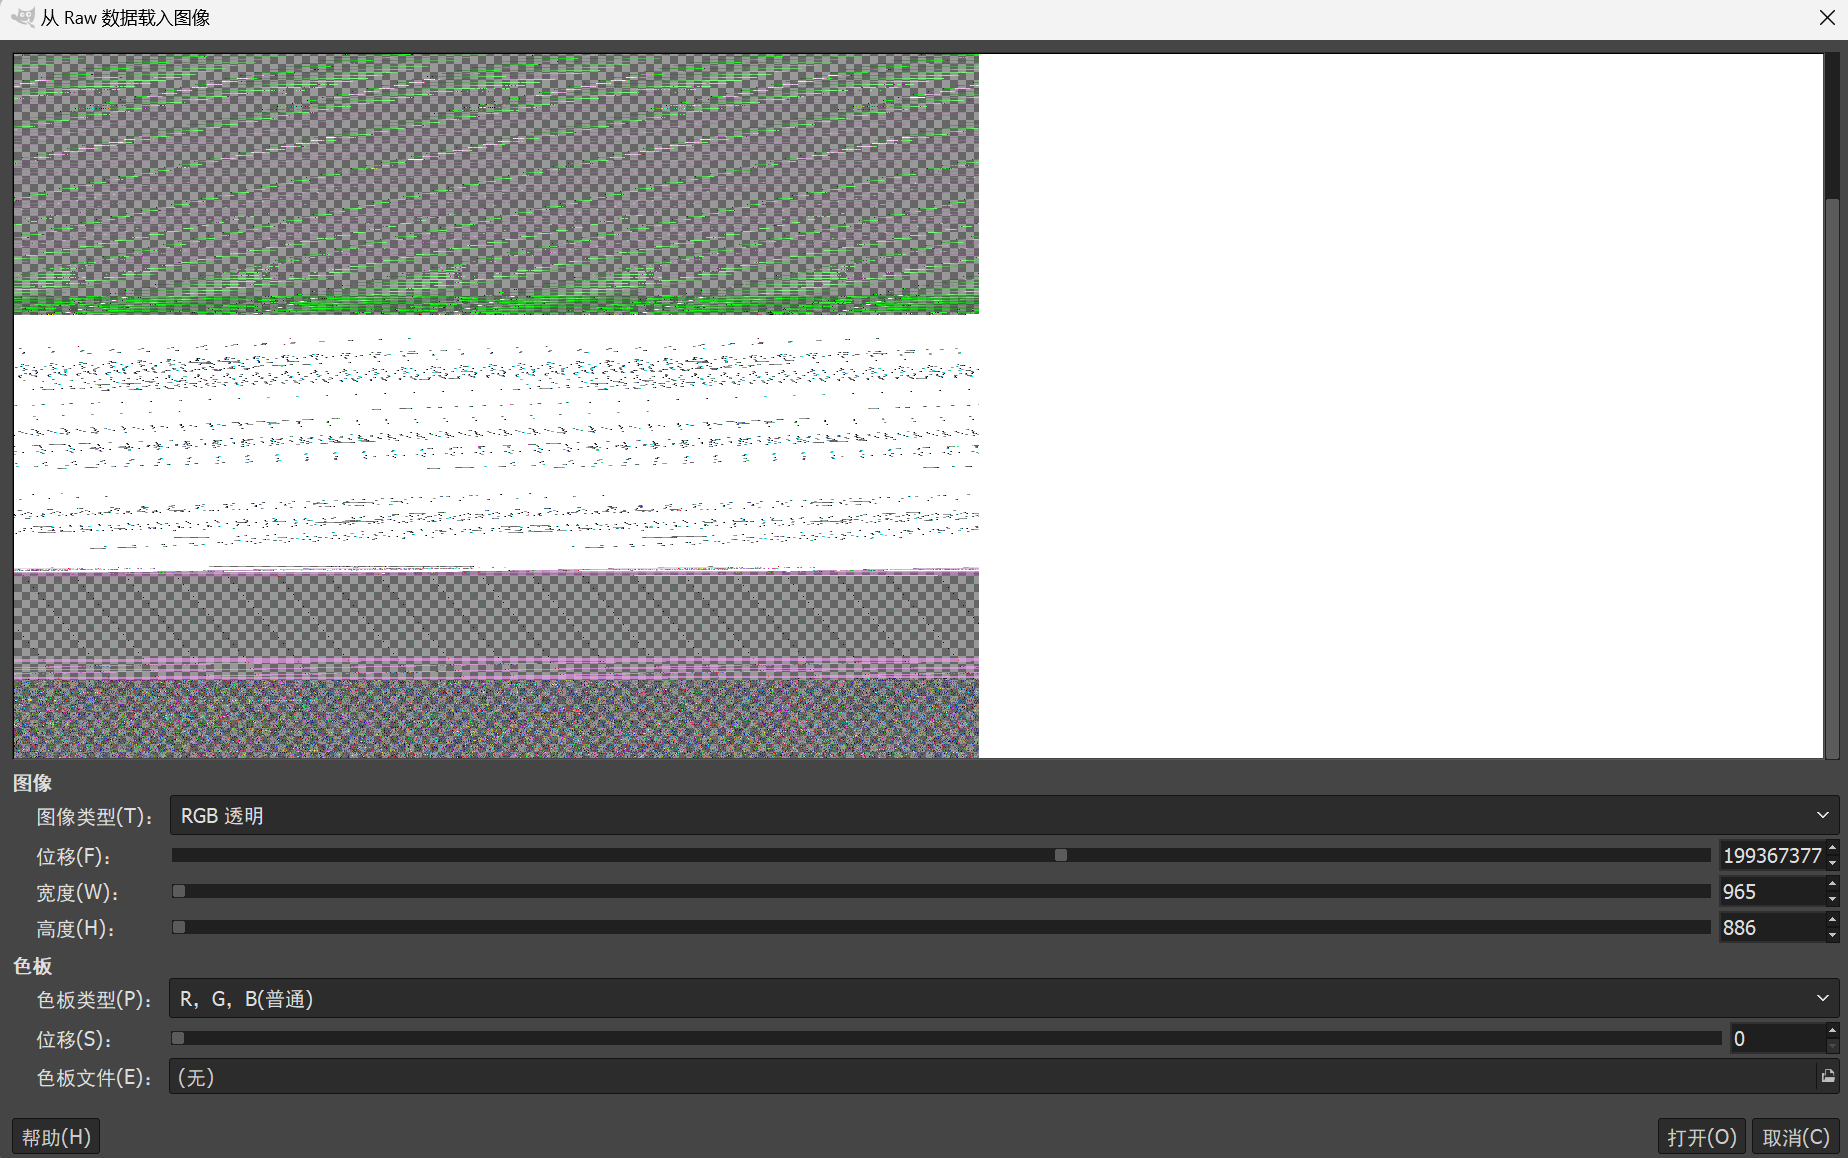 从 Raw 数据载入图像
图像
图像类型(T): RGB 透明
位移(F): 199367377
宽度(W): 965
高度(H): 886
色板
色板类型(P): R，G，B(普通)
位移(S): 0
色板文件(E): (无)
帮助(H) 打开(O) 取消(C)